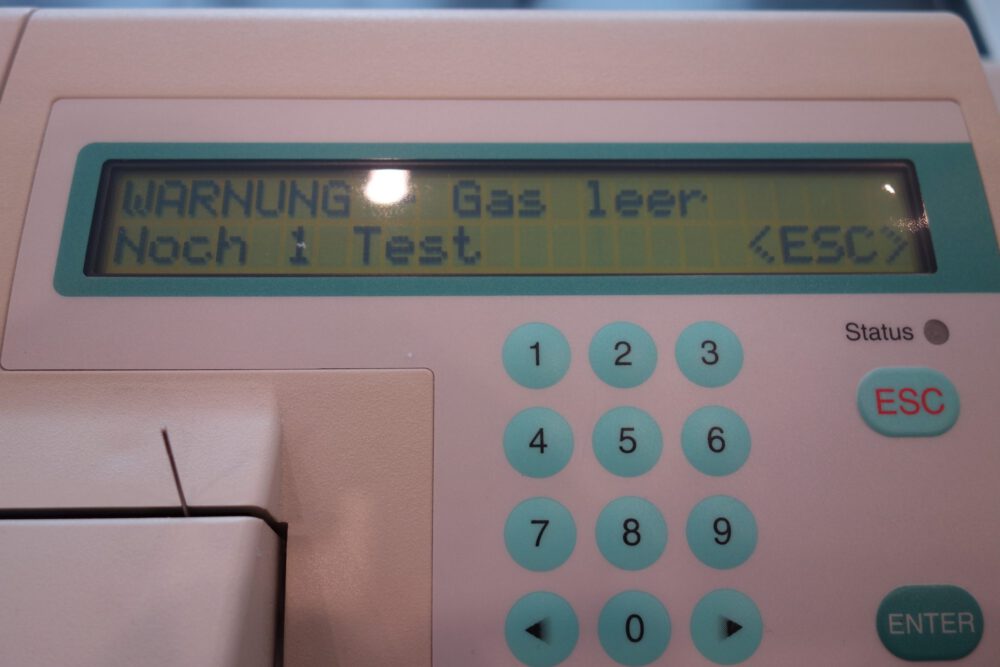 WARNUNG - Gas leer
Noch 1 Test <ESC>
Status
1 2 3
ESC
4 5 6
7 8 9
0
ENTER